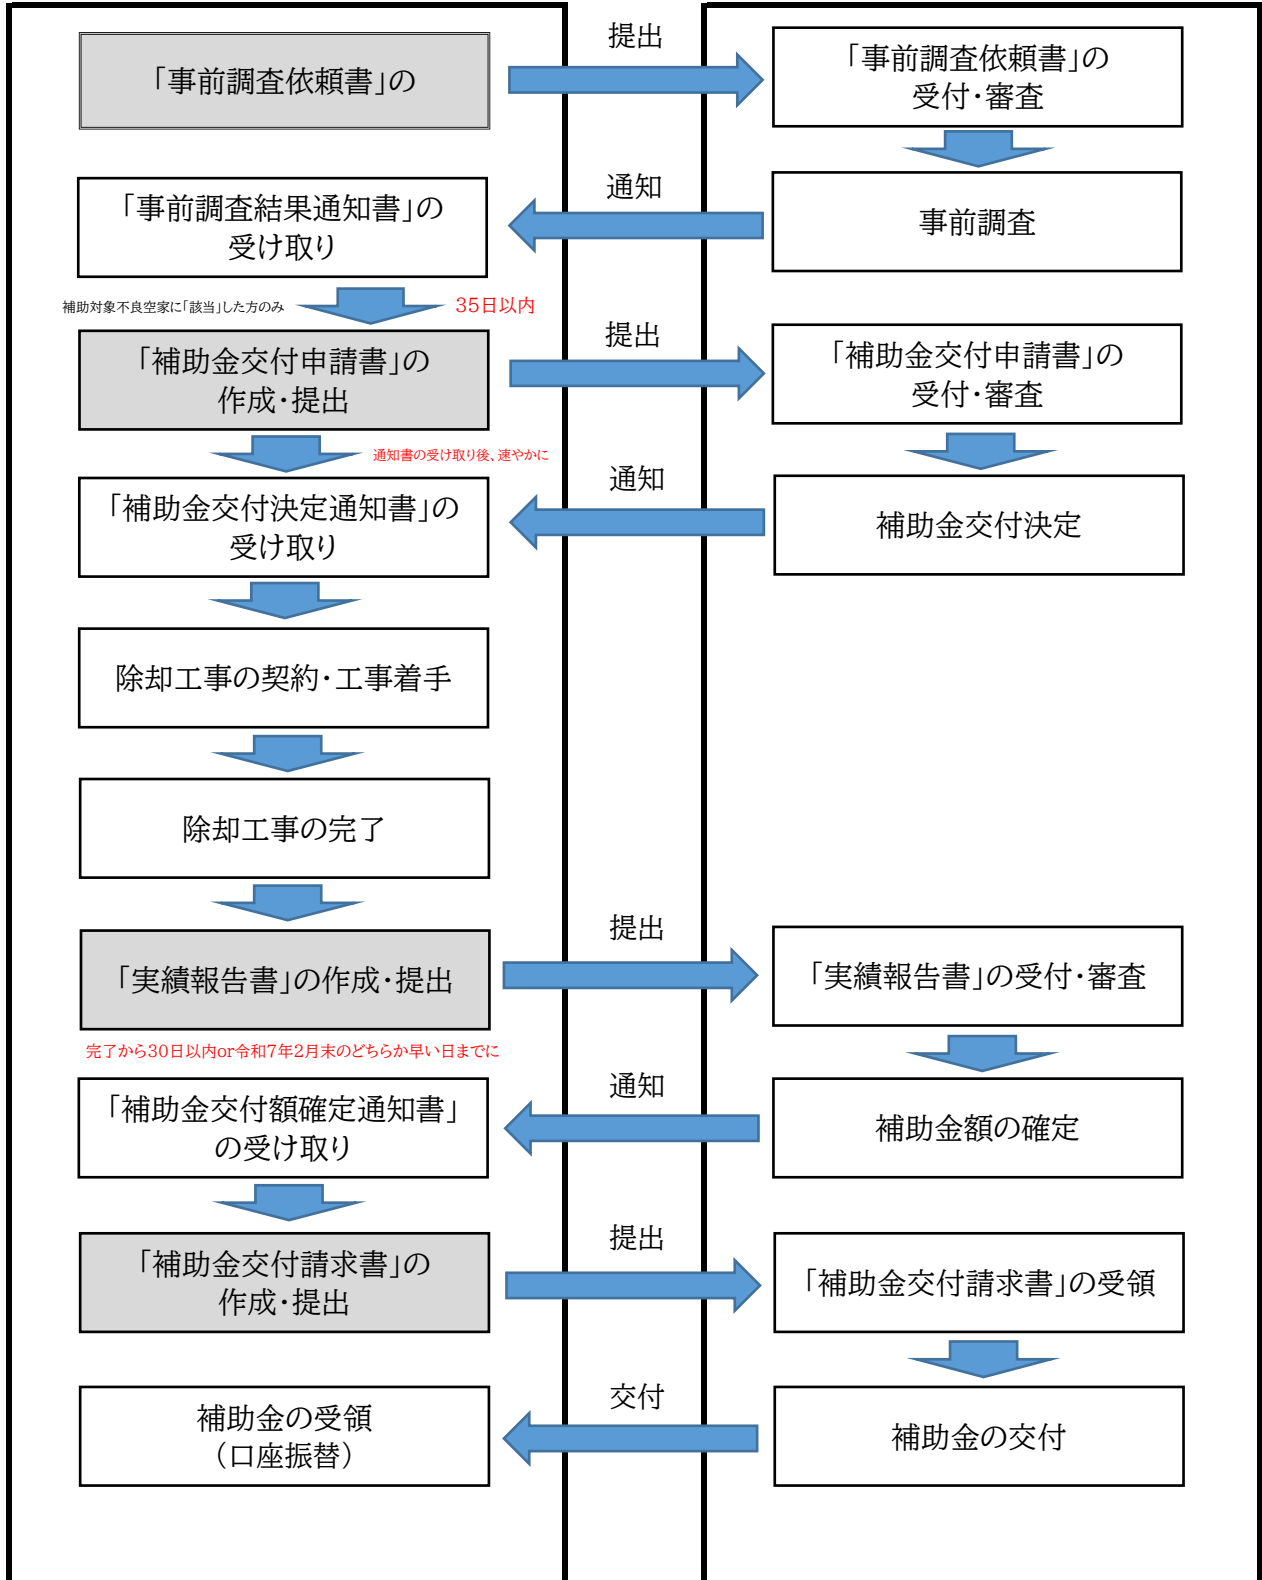 「事前調査依頼書」の
提出
「事前調査依頼書」の
受付・審査
「事前調査結果通知書」の
受け取り
通知
事前調査
補助対象不良空家に「該当」した方のみ
35日以内
「補助金交付申請書」の
作成・提出
提出
「補助金交付申請書」の
受付・審査
通知書の受け取り後、速やかに
「補助金交付決定通知書」の
受け取り
通知
補助金交付決定
除却工事の契約・工事着手
除却工事の完了
「実績報告書」の作成・提出
提出
「実績報告書」の受付・審査
完了から30日以内or令和7年2月末のどちらか早い日までに
「補助金交付額確定通知書」
の受け取り
通知
補助金額の確定
「補助金交付請求書」の
作成・提出
提出
「補助金交付請求書」の受領
補助金の受領
（口座振替）
交付
補助金の交付